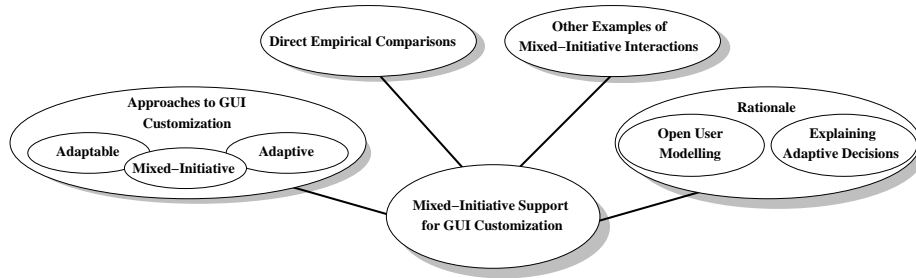 Direct Empirical Comparisons
Other Examples of
Mixed−Initiative Interactions
Approaches to GUI
Customization
Adaptable
Mixed−Initiative
Adaptive
Rationale
Open User
Modelling
Explaining
Adaptive Decisions
Mixed−Initiative Support
for GUI Customization